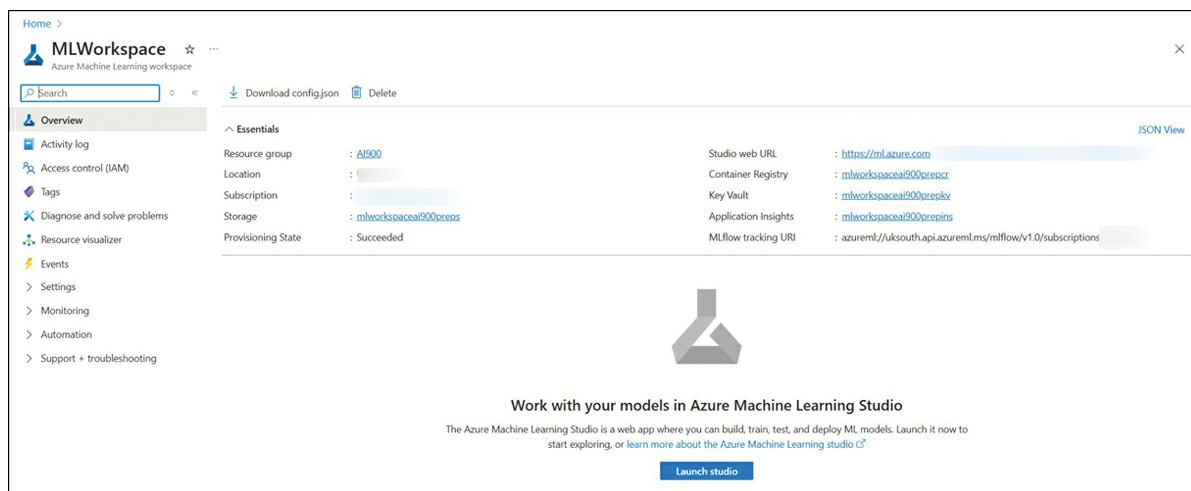 Home >
MLWorkspace ☆ ...
Azure Machine Learning workspace
Search
Download config.json Delete
Overview
Activity log
Access control (IAM)
Tags
Diagnose and solve problems
Resource visualizer
Events
Settings
Monitoring
Automation
Support + troubleshooting
Essentials
JSON View
Resource group : AI900
Location :
Subscription :
Storage : mlworkspaceai900preps
Provisioning State : Succeeded
Studio web URL : https://ml.azure.com
Container Registry : mlworkspaceai900prepcr
Key Vault : mlworkspaceai900prepkv
Application Insights : mlworkspaceai900prepins
MLflow tracking URI : azureml://uksouth.api.azureml.ms/mlflow/v1.0/subscriptions
Work with your models in Azure Machine Learning Studio
The Azure Machine Learning Studio is a web app where you can build, train, test, and deploy ML models. Launch it now to
start exploring, or learn more about the Azure Machine Learning studio
Launch studio